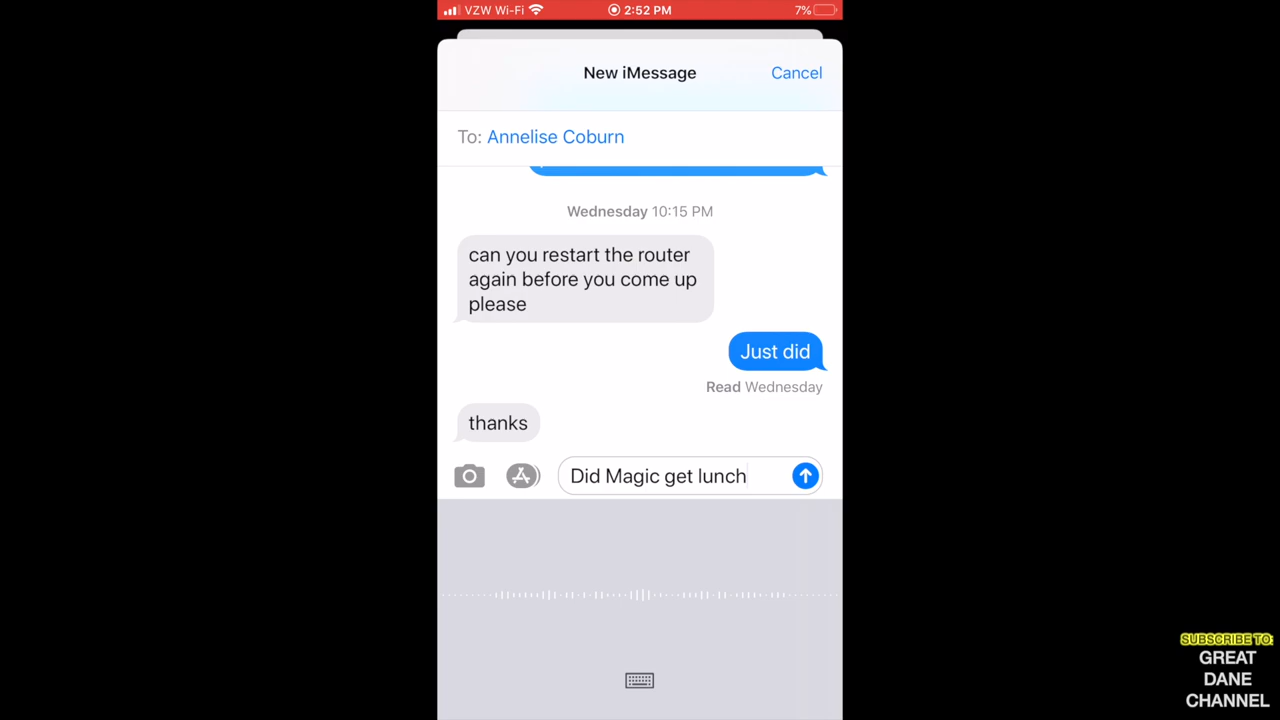 VZW Wi-Fi 2:52 PM 7%
New iMessage Cancel
To: Annelise Coburn
Wednesday 10:15 PM
can you restart the router
again before you come up
please
Just did
Read Wednesday
thanks
Did Magic get lunch
SUBSCRIBE TO:
GREAT
DANE
CHANNEL